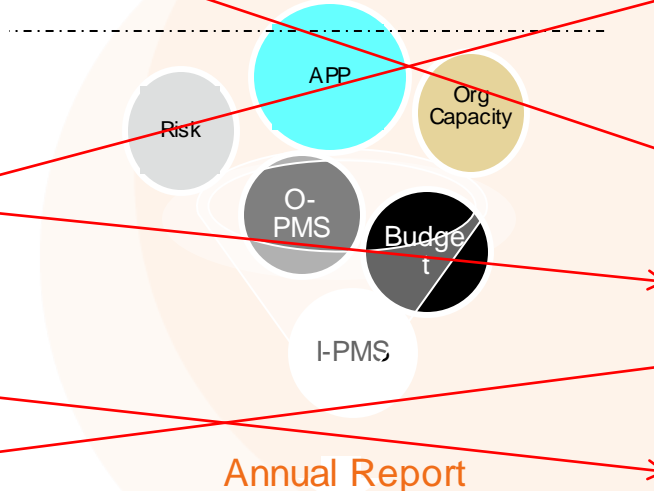 APP
Org
Capacity
Risk
O-
PMS
Budge
t
I-PMS
Annual Report